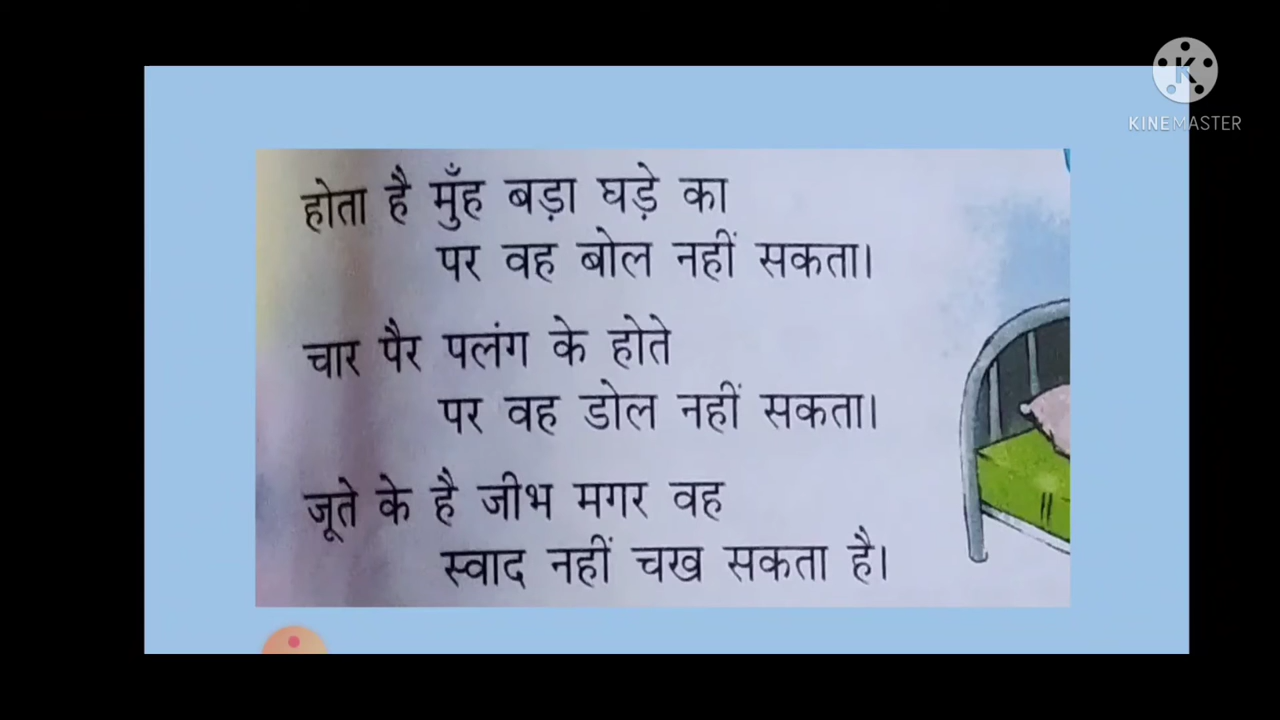 KINEMASTER
होता है मुँह बड़ा घड़े का
पर वह बोल नहीं सकता।
चार पैर पलंग के होते
पर वह डोल नहीं सकता।
जूते के है जीभ मगर वह
स्वाद नहीं चख सकता है।